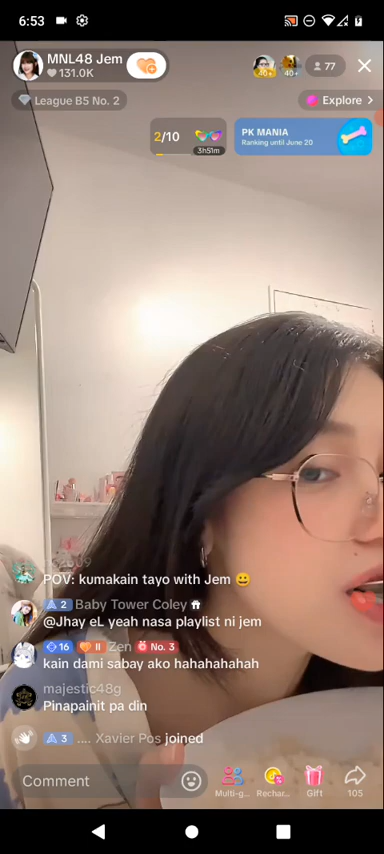 6:53
MNL48 Jem
131.0K
40+
40+
77
League B5 No. 2
Explore >
2/10
3h51m
PK MANIA
Ranking until June 20
POV: kumakain tayo with Jem 😀
2 Baby Tower Coley
@Jhay eL yeah nasa playlist ni jem
16 II Zen No. 3
kain dami sabay ako hahahahahah
majestic48g
Pinapainit pa din
3 .... Xavier Pos joined
Comment
Multi-g...
Rechar...
Gift
105